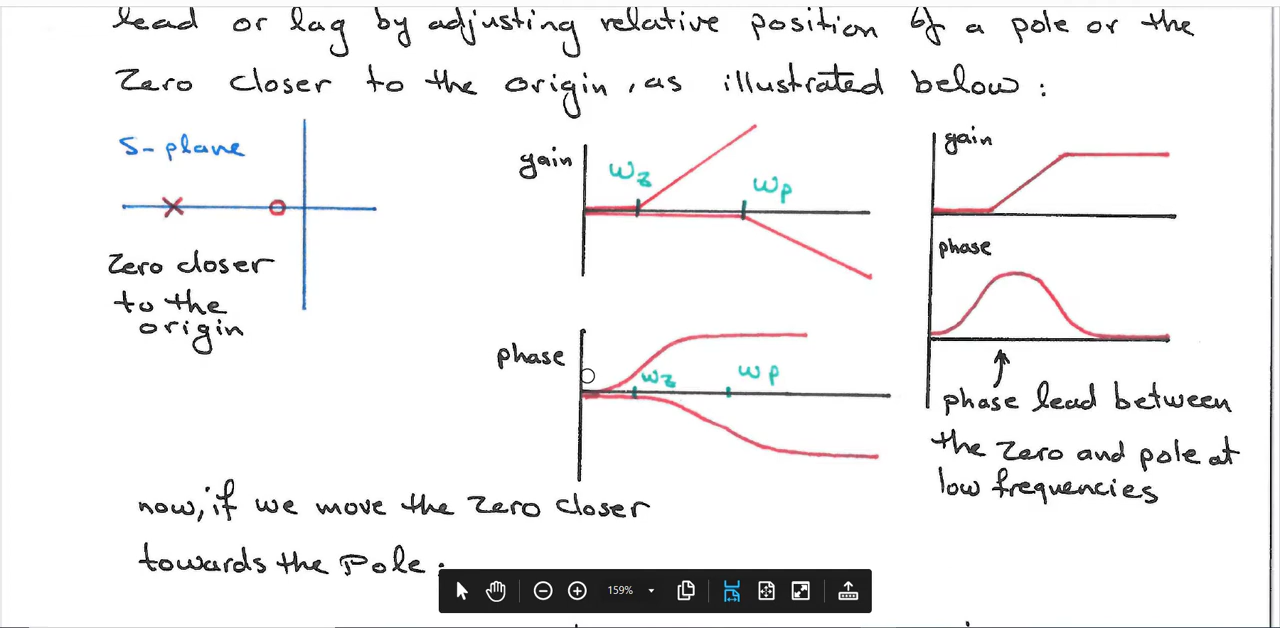 lead or lag by adjusting relative position of a pole or the
zero closer to the origin, as illustrated below:
s-plane
zero closer
to the
origin
gain
ωz
ωp
phase
ωz
ωp
gain
phase
phase lead between
the zero and pole at
low frequencies
now, if we move the zero closer
towards the pole:
159%